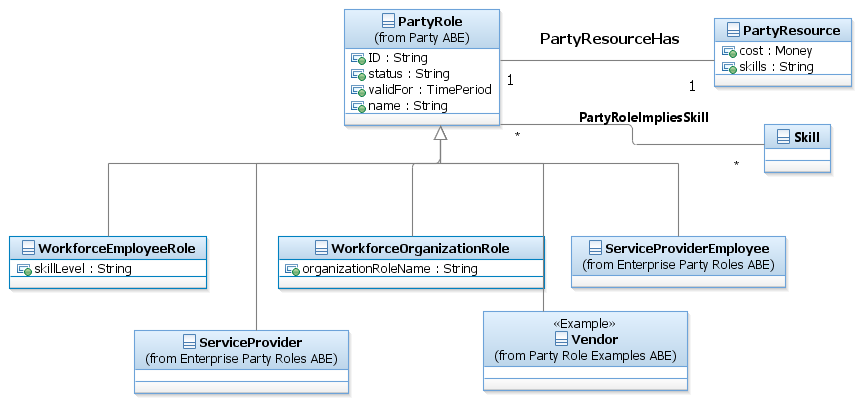 PartyRole
(from Party ABE)
ID : String
status : String
validFor : TimePeriod
name : String
PartyResourceHas
1
1
PartyResource
cost : Money
skills : String
PartyRoleImpliesSkill
*
*
Skill
WorkforceEmployeeRole
skillLevel : String
WorkforceOrganizationRole
organizationRoleName : String
ServiceProviderEmployee
(from Enterprise Party Roles ABE)
ServiceProvider
(from Enterprise Party Roles ABE)
«Example»
Vendor
(from Party Role Examples ABE)